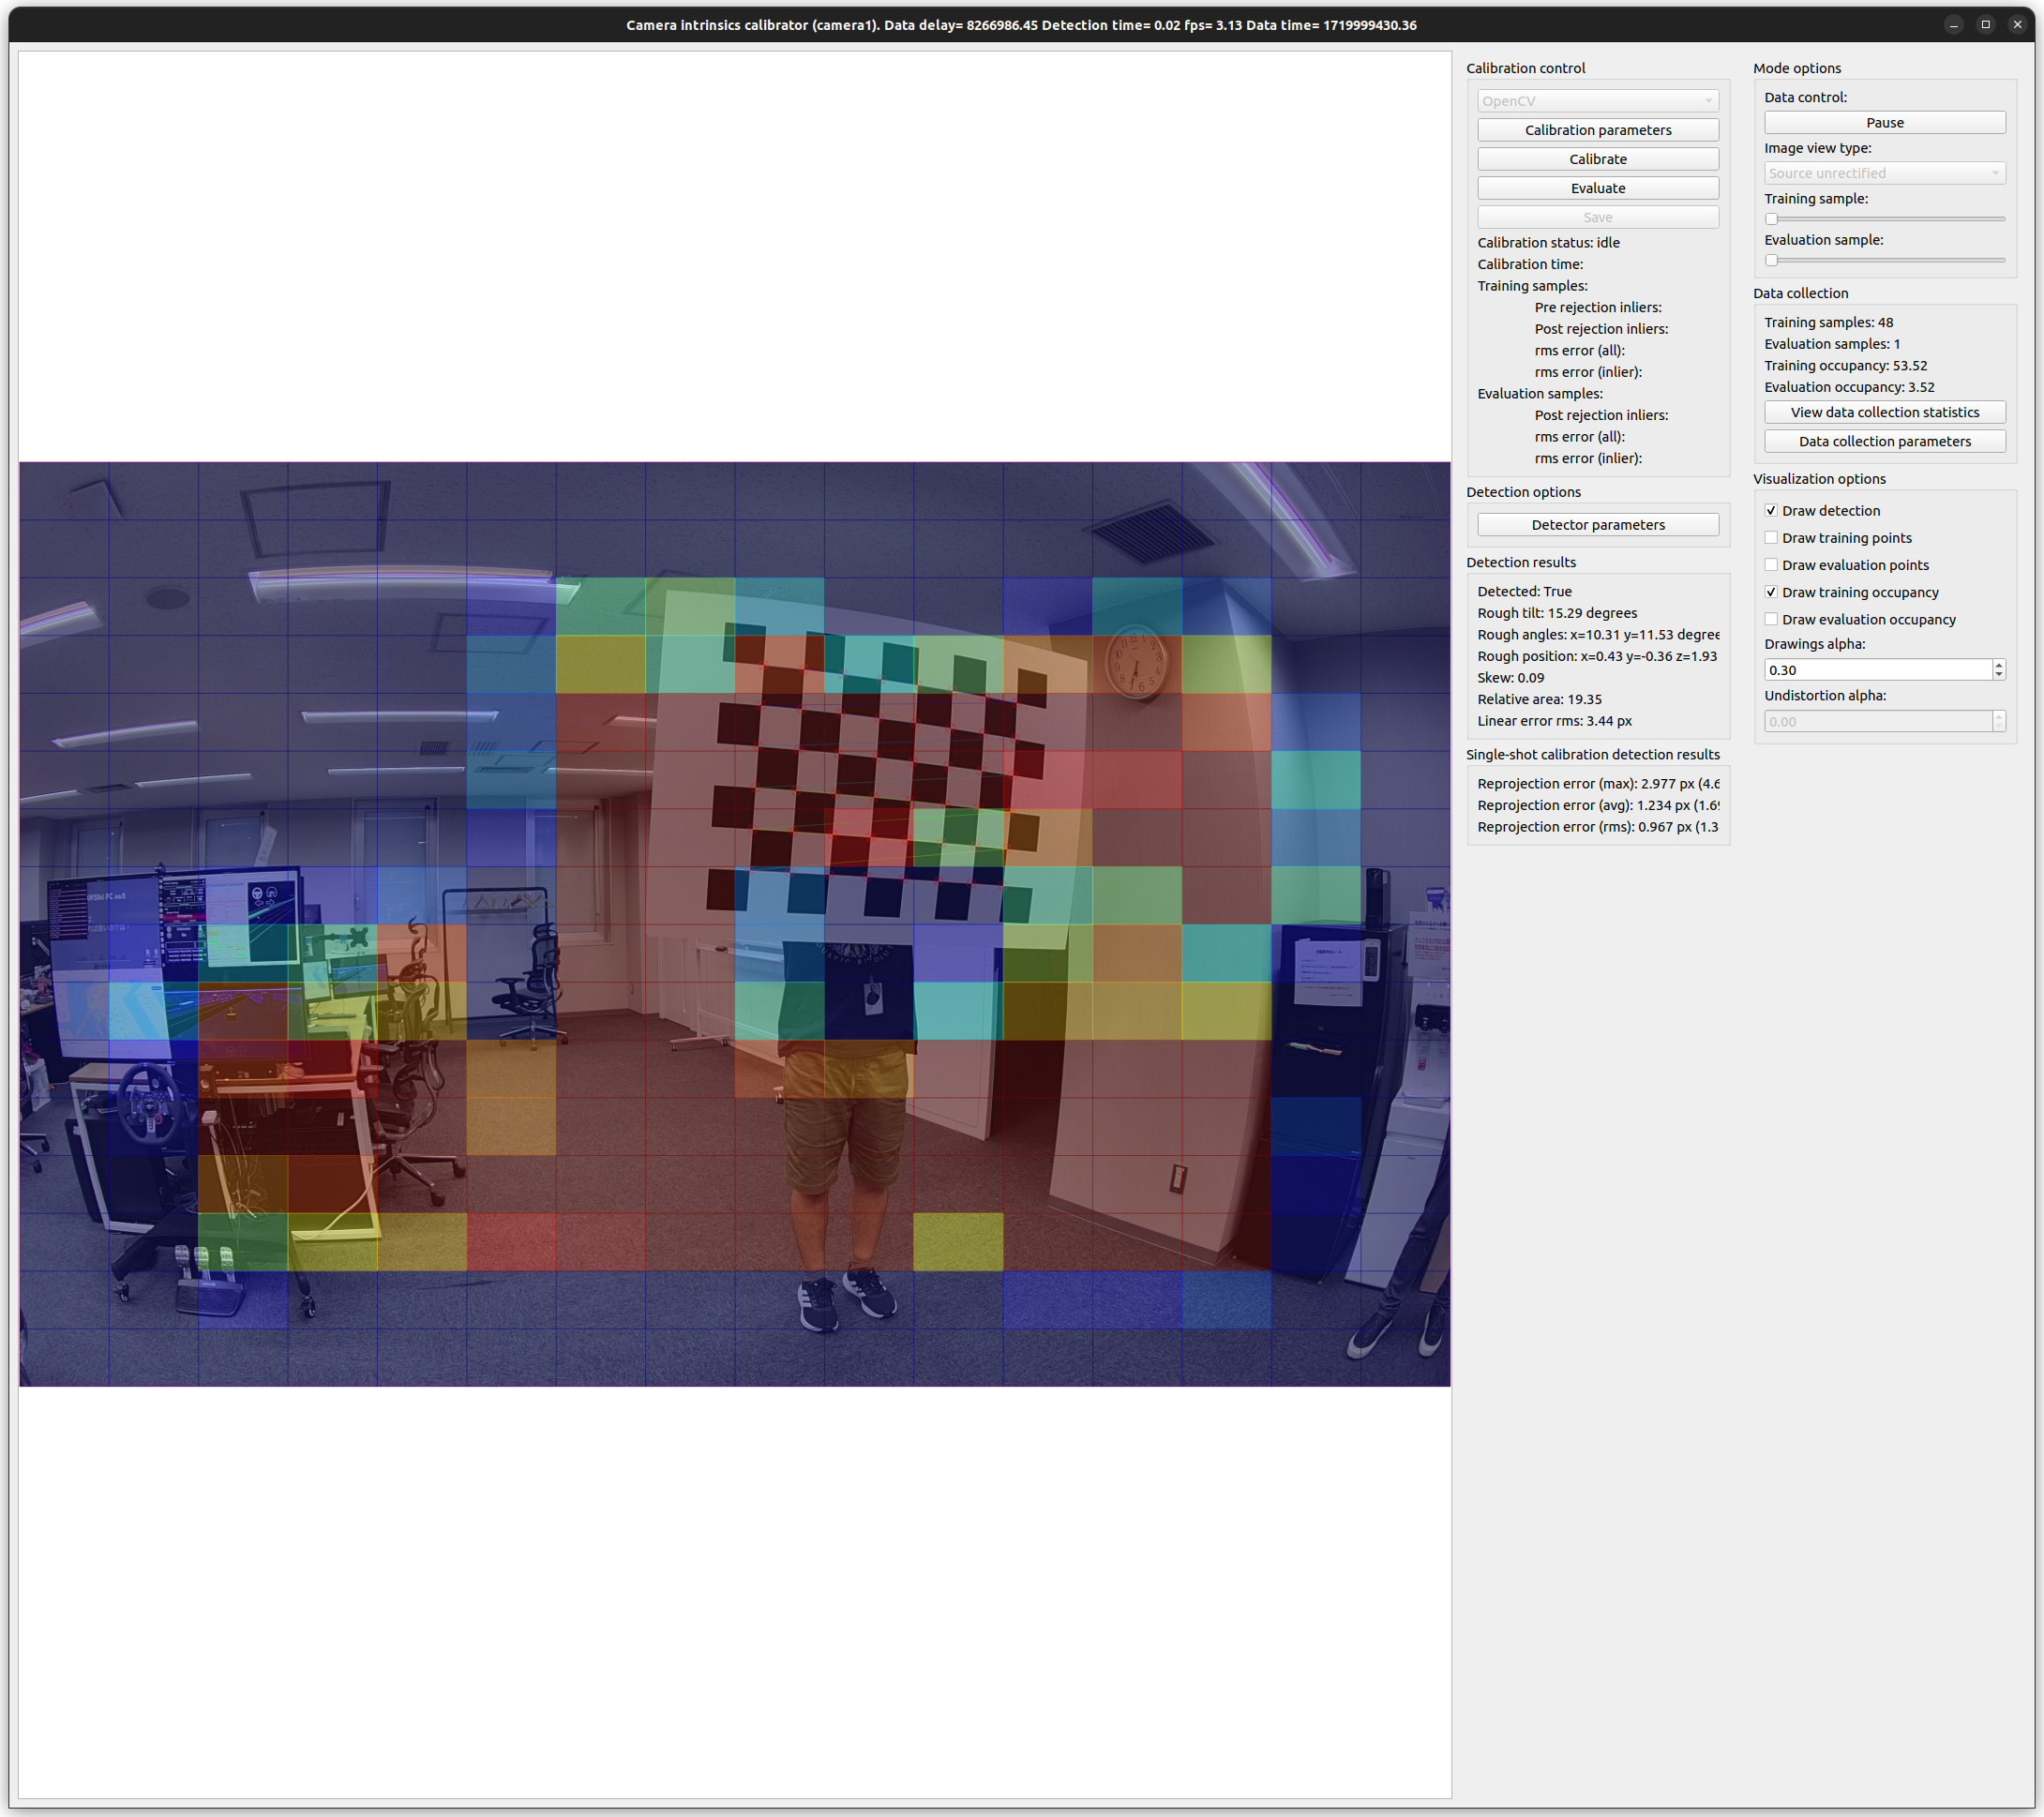 Camera intrinsics calibrator (camera1). Data delay= 8266986.45 Detection time= 0.02 fps= 3.13 Data time= 1719999430.36
Calibration control
OpenCV
Calibration parameters
Calibrate
Evaluate
Save
Calibration status: idle
Calibration time:
Training samples:
Pre rejection inliers:
Post rejection inliers:
rms error (all):
rms error (inlier):
Evaluation samples:
Post rejection inliers:
rms error (all):
rms error (inlier):
Detection options
Detector parameters
Detection results
Detected: True
Rough tilt: 15.29 degrees
Rough angles: x=10.31 y=11.53 degree
Rough position: x=0.43 y=-0.36 z=1.93
Skew: 0.09
Relative area: 19.35
Linear error rms: 3.44 px
Single-shot calibration detection results
Reprojection error (max): 2.977 px (4.6
Reprojection error (avg): 1.234 px (1.69
Reprojection error (rms): 0.967 px (1.3
Mode options
Data control:
Pause
Image view type:
Source unrectified
Training sample:
Evaluation sample:
Data collection
Training samples: 48
Evaluation samples: 1
Training occupancy: 53.52
Evaluation occupancy: 3.52
View data collection statistics
Data collection parameters
Visualization options
Draw detection
Draw training points
Draw evaluation points
Draw training occupancy
Draw evaluation occupancy
Drawings alpha:
0.30
Undistortion alpha:
0.00